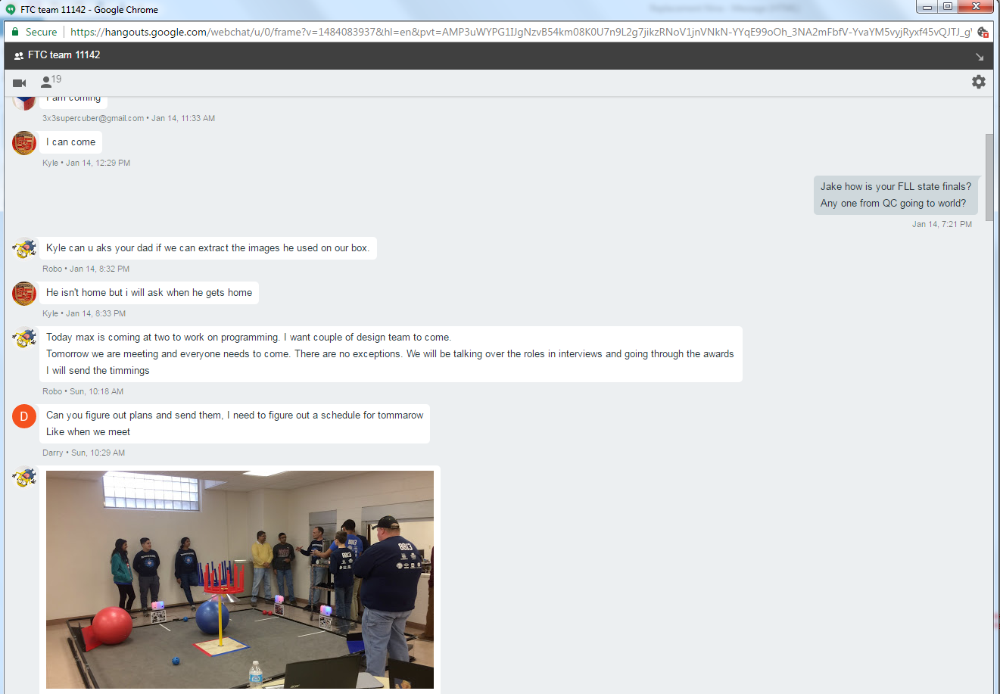 FTC team 11142 - Google Chrome
Secure
https://hangouts.google.com/webchat/u/0/frame?v=1484083937&hl=en&pvt=AMP3uWYPG1IJgNzvB54km08K0U7n9L2g7jikzRNoV1jnVNkN-YYqE99oOh_3NA2mFbfV-YvaYM5vyjRyxf45vQJTJ_g
FTC team 11142
19
I am coming
3x3supercuber@gmail.com • Jan 14, 11:33 AM
I can come
Kyle • Jan 14, 12:29 PM
Jake how is your FLL state finals?
Any one from QC going to world?
Jan 14, 7:21 PM
Kyle can u aks your dad if we can extract the images he used on our box.
Robo • Jan 14, 8:32 PM
He isn't home but i will ask when he gets home
Kyle • Jan 14, 8:33 PM
Today max is coming at two to work on programming. I want couple of design team to come.
Tomorrow we are meeting and everyone needs to come. There are no exceptions. We will be talking over the roles in interviews and going through the awards
I will send the timmings
Robo • Sun, 10:18 AM
D
Can you figure out plans and send them, I need to figure out a schedule for tommarow
Like when we meet
Darry • Sun, 10:29 AM
8813
8813
8813
acer